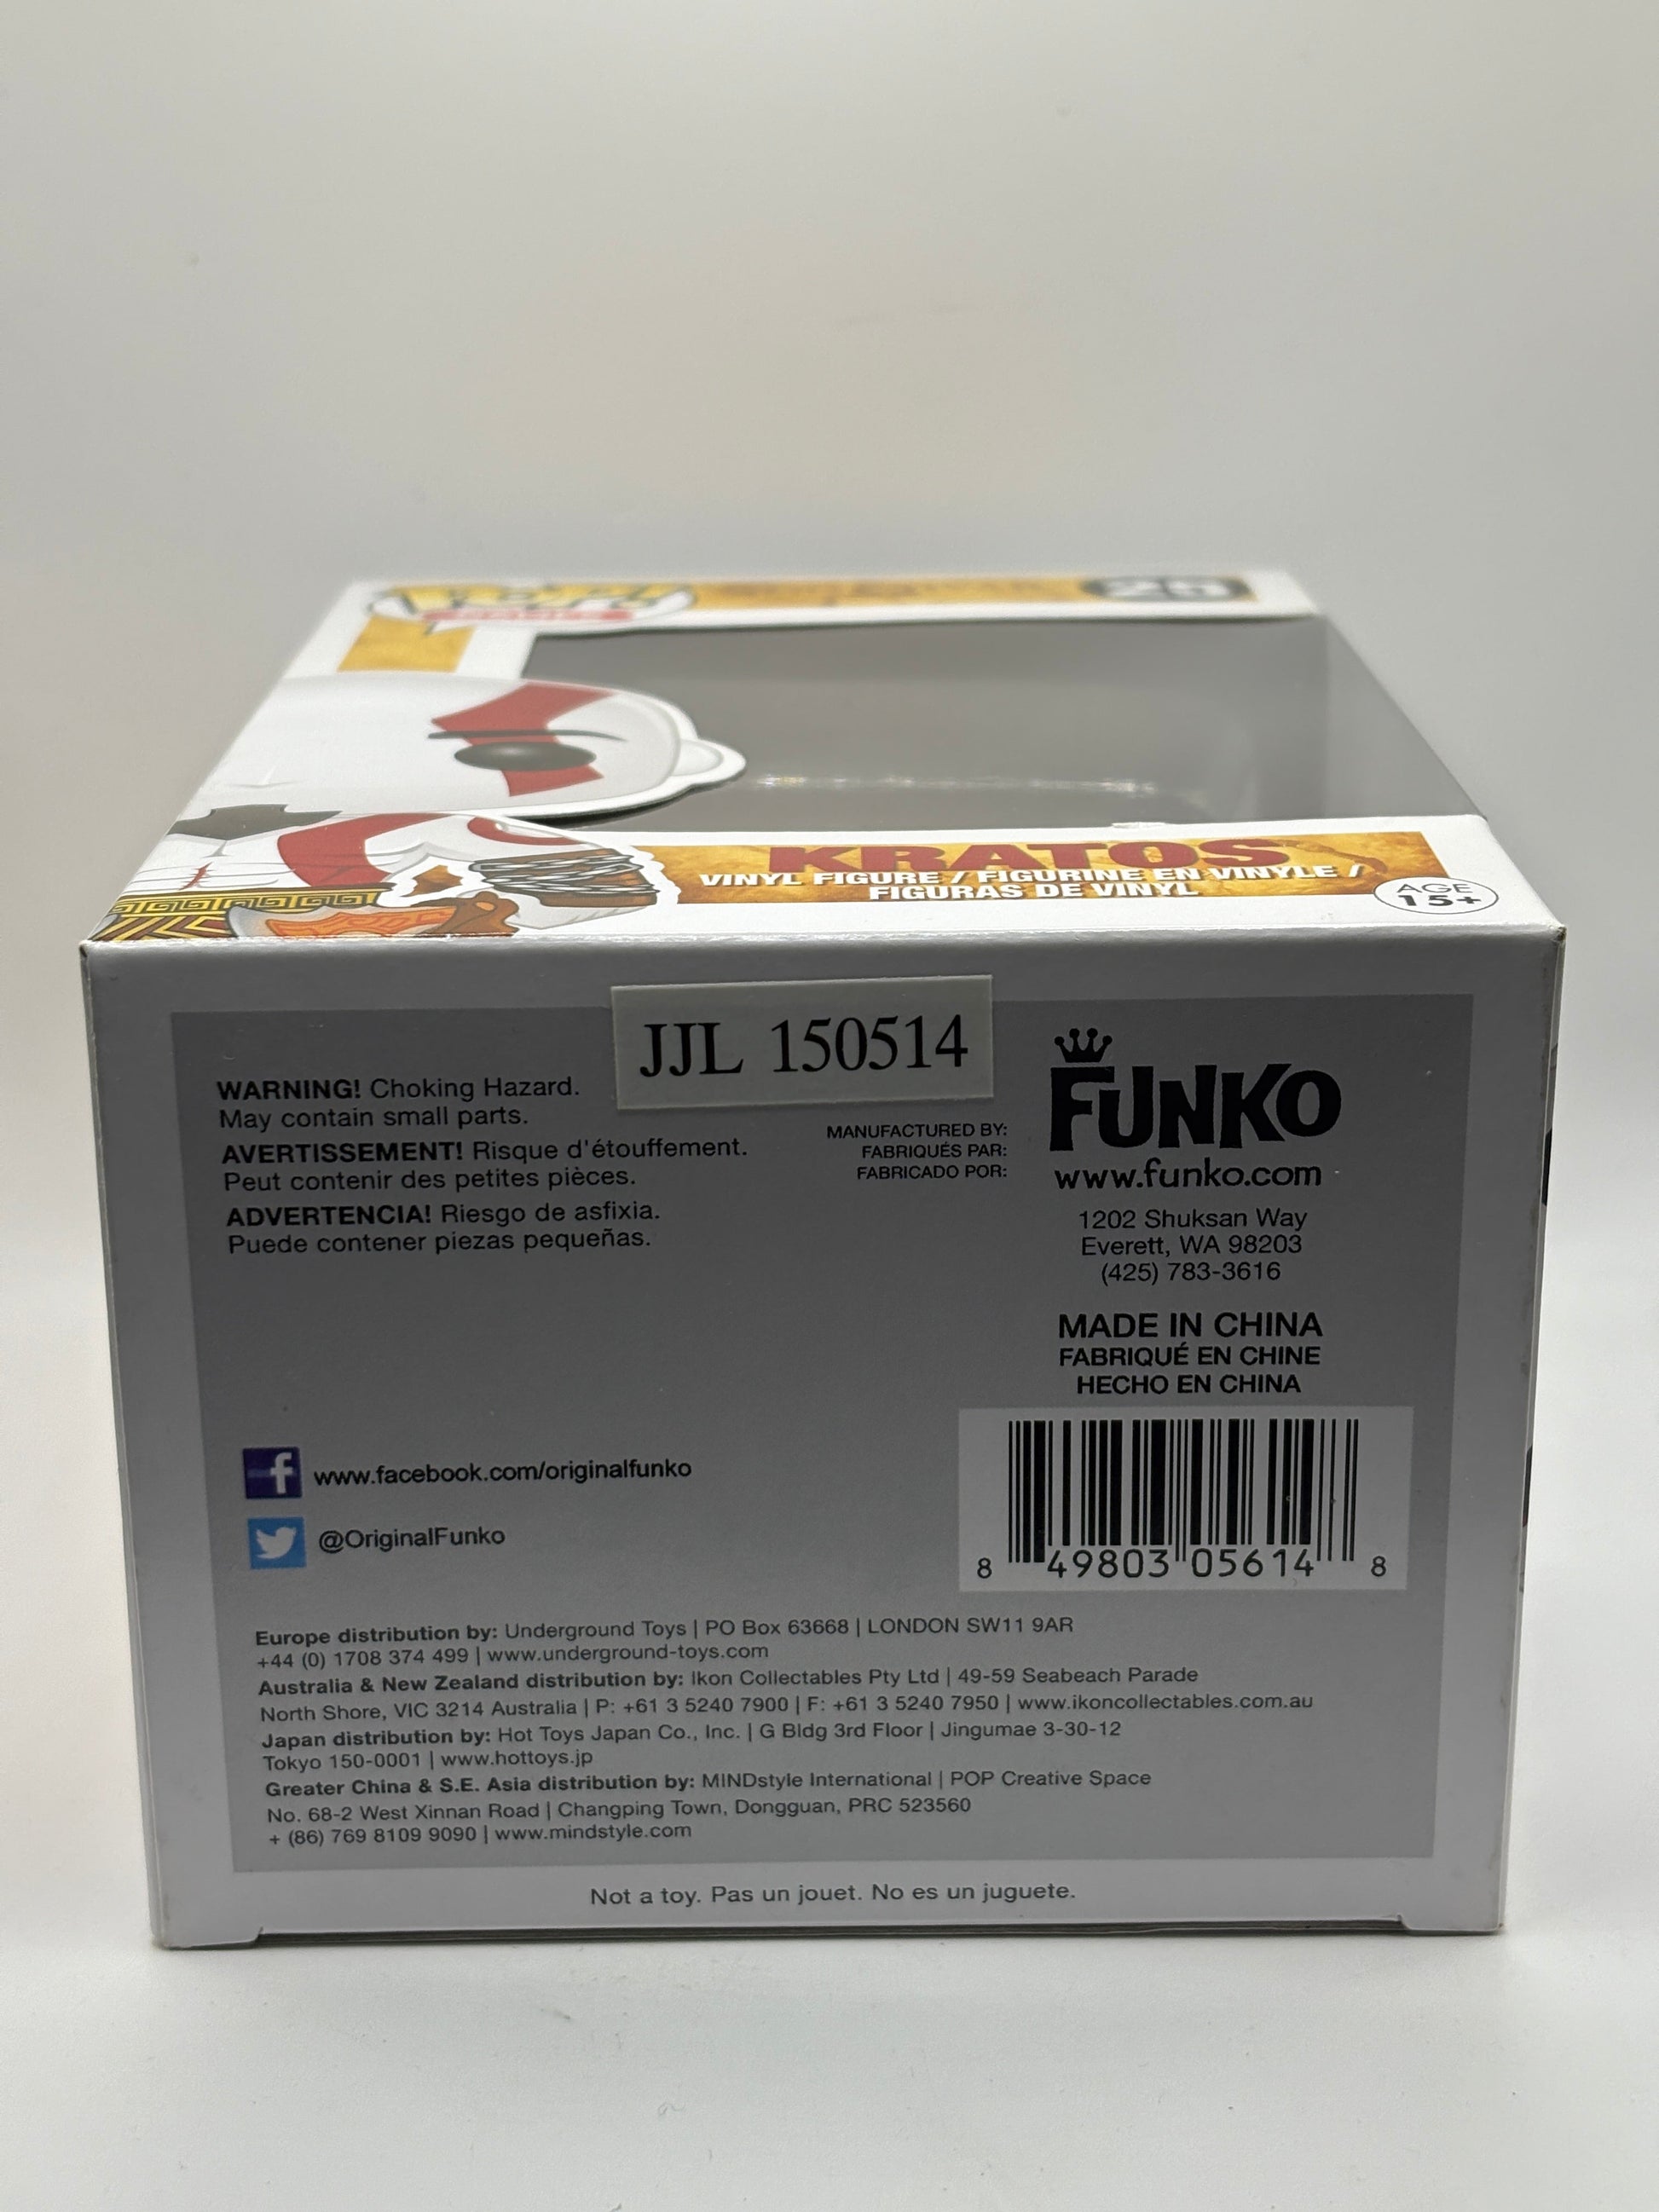 25
KRATOS
VINYL FIGURE / FIGURINE EN VINYLE /
FIGURAS DE VINYL
AGE
15+
JJL 150514
WARNING! Choking Hazard.
May contain small parts.
AVERTISSEMENT! Risque d'étouffement.
Peut contenir des petites pièces.
ADVERTENCIA! Riesgo de asfixia.
Puede contener piezas pequeñas.
MANUFACTURED BY:
FABRIQUÉS PAR:
FABRICADO POR:
FUNKO
www.funko.com
1202 Shuksan Way
Everett, WA 98203
(425) 783-3616
MADE IN CHINA
FABRIQUÉ EN CHINE
HECHO EN CHINA
f www.facebook.com/originalfunko
@OriginalFunko
8 49803 05614 8
Europe distribution by: Underground Toys | PO Box 63668 | LONDON SW11 9AR
+44 (0) 1708 374 499 | www.underground-toys.com
Australia & New Zealand distribution by: Ikon Collectables Pty Ltd | 49-59 Seabeach Parade
North Shore, VIC 3214 Australia | P: +61 3 5240 7900 | F: +61 3 5240 7950 | www.ikoncollectables.com.au
Japan distribution by: Hot Toys Japan Co., Inc. | G Bldg 3rd Floor | Jingumae 3-30-12
Tokyo 150-0001 | www.hottoys.jp
Greater China & S.E. Asia distribution by: MINDstyle International | POP Creative Space
No. 68-2 West Xinnan Road | Changping Town, Dongguan, PRC 523560
+ (86) 769 8109 9090 | www.mindstyle.com
Not a toy. Pas un jouet. No es un juguete.